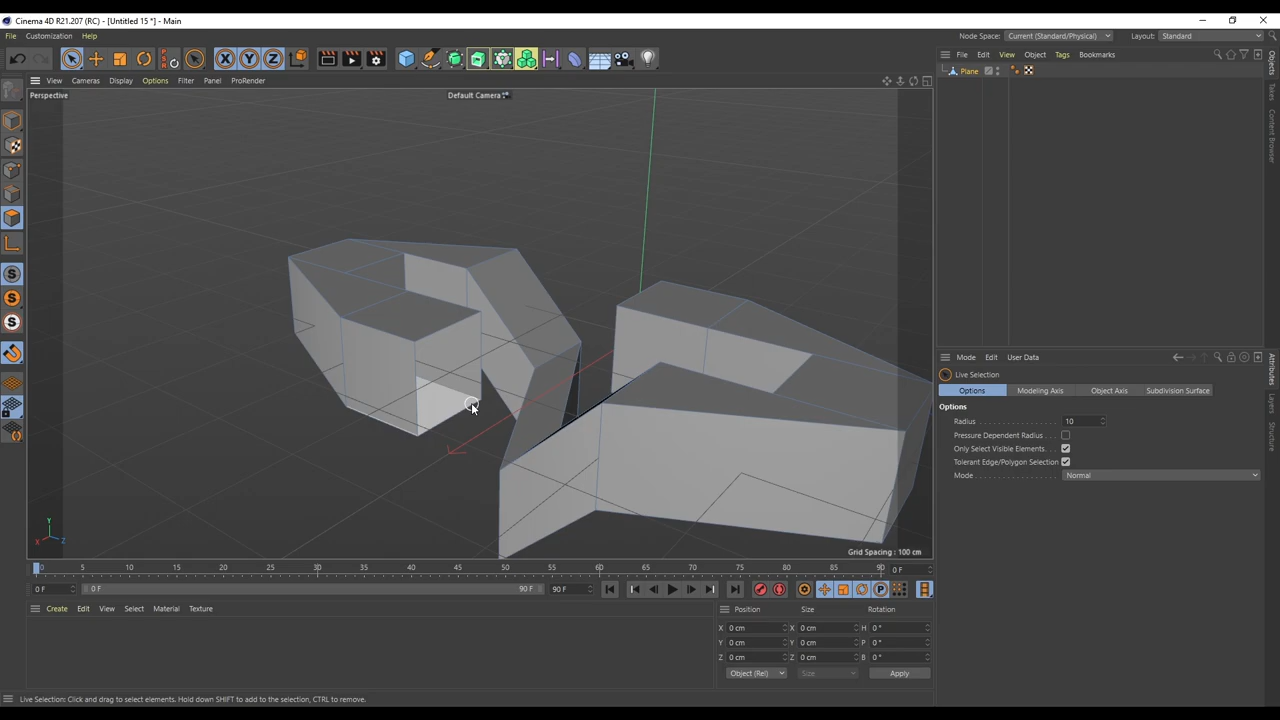 Cinema 4D R21.207 (RC) - [Untitled 15 *] - Main
File Customization Help
Node Space: Current (Standard/Physical) Layout: Standard
View Cameras Display Options Filter Panel ProRender
File Edit View Object Tags Bookmarks
Perspective
Default Camera
Plane
Objects
Takes
Content Browser
Mode Edit User Data
Live Selection
Options Modeling Axis Object Axis Subdivision Surface
Options
Radius 10
Pressure Dependent Radius
Only Select Visible Elements
Tolerant Edge/Polygon Selection
Mode Normal
Attributes
Layers
Structure
Y
X
Z
Grid Spacing : 100 cm
0 5 10 15 20 25 30 35 40 45 50 55 60 65 70 75 80 85 90 0 F
0 F 0 F 90 F 90 F
Create Edit View Select Material Texture
Position Size Rotation
X 0 cm X 0 cm H 0 °
Y 0 cm Y 0 cm P 0 °
Z 0 cm Z 0 cm B 0 °
Object (Rel) Size Apply
Live Selection: Click and drag to select elements. Hold down SHIFT to add to the selection, CTRL to remove.